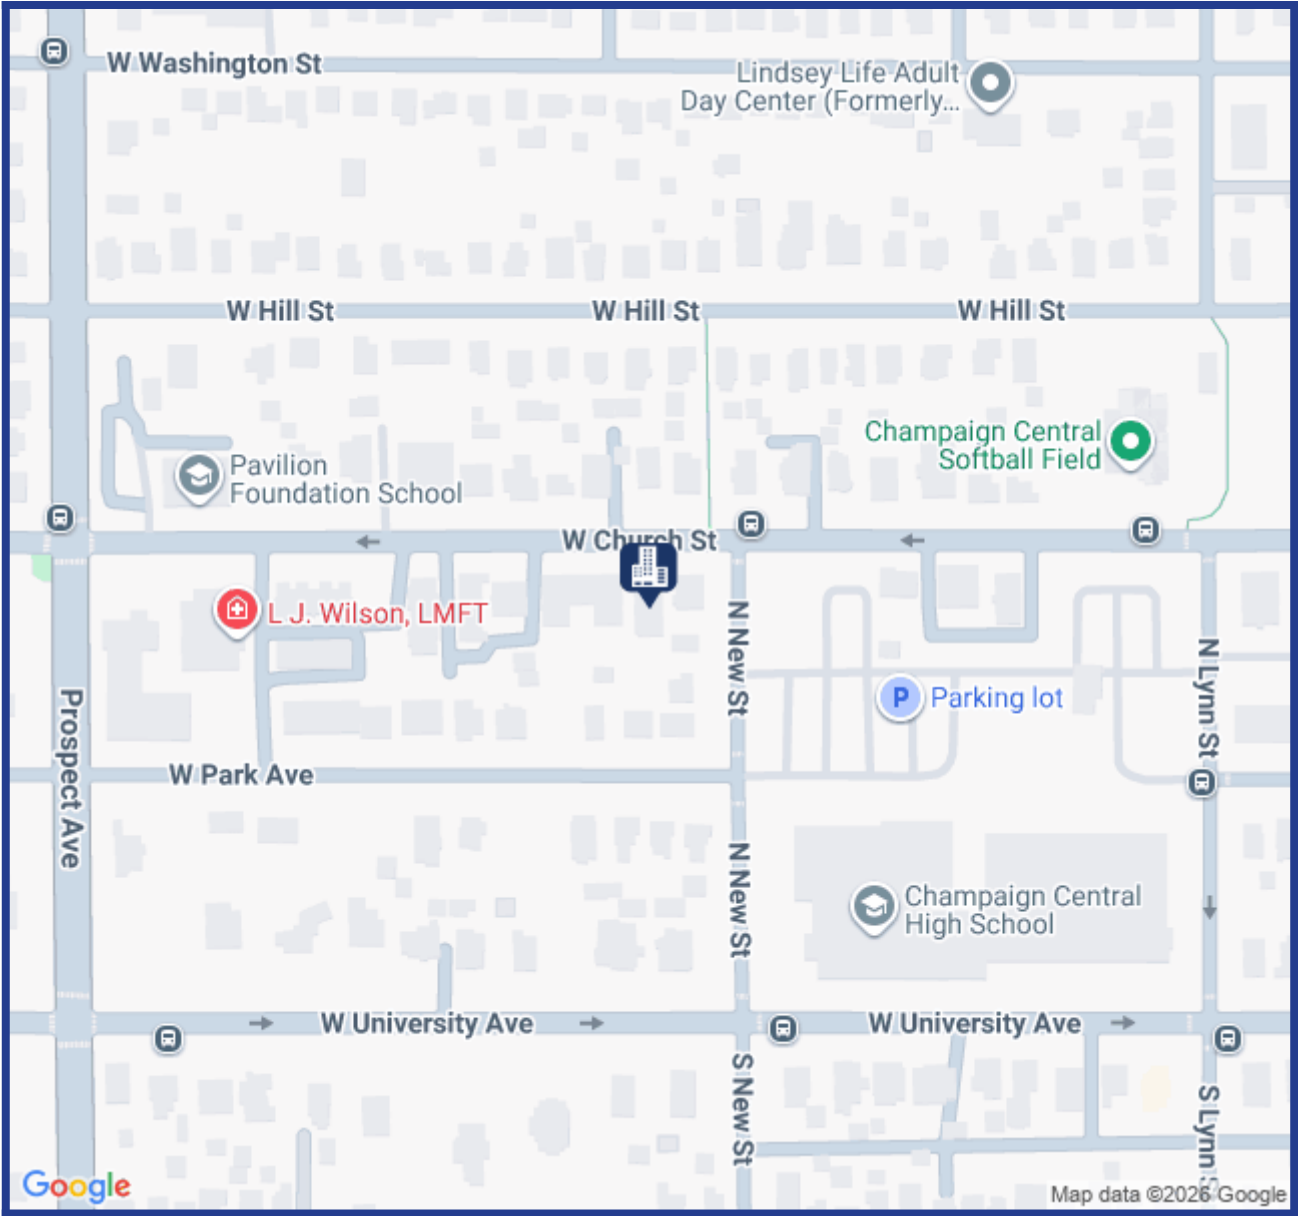 W Washington St
Lindsey Life Adult
Day Center (Formerly...
W Hill St
W Hill St
W Hill St
Champaign Central
Softball Field
Pavilion
Foundation School
W Church St
L J. Wilson, LMFT
N New St
N Lynn St
P
Parking lot
Prospect Ave
W Park Ave
N New St
Champaign Central
High School
W University Ave
W University Ave
S New St
S Lynn S
Google
Map data ©2026 Google